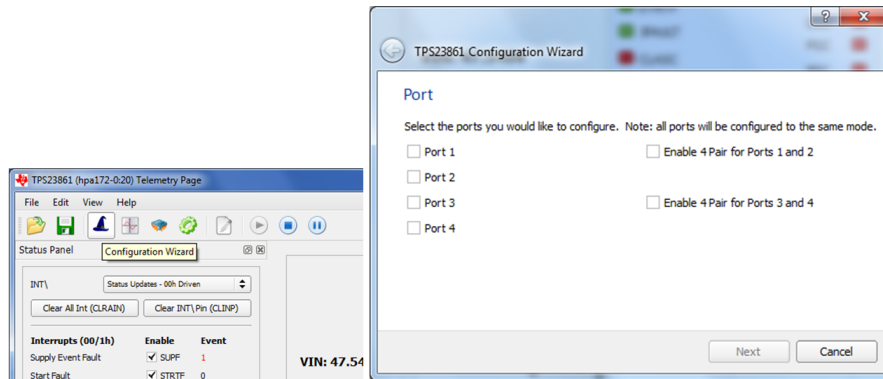 TPS23861 (hpa172-0:20) Telemetry Page
File Edit View Help
Configuration Wizard
Status Panel
INT\
Status Updates - 00h Driven
Clear All Int (CLRAIN)
Clear INT\ Pin (CLINP)
Interrupts (00/1h) Enable Event
Supply Event Fault SUPF 1
Start Fault STRTF 0
VIN: 47.54
TPS23861 Configuration Wizard
Port
Select the ports you would like to configure. Note: all ports will be configured to the same mode.
Port 1
Enable 4 Pair for Ports 1 and 2
Port 2
Port 3
Enable 4 Pair for Ports 3 and 4
Port 4
Next
Cancel